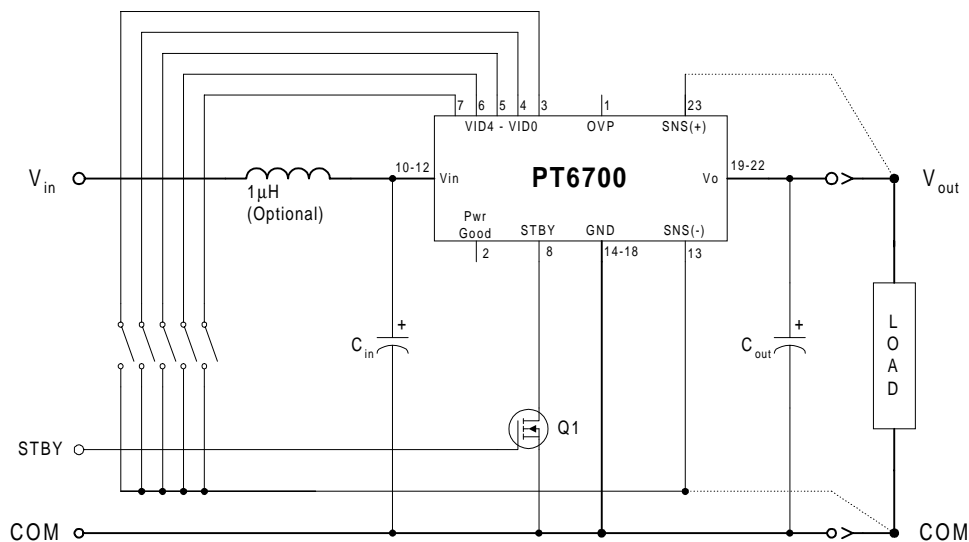 7 6 5 4 3 1 23
VID4 - VID0 OVP SNS(+)
V in 10-12 Vin PT6700 Vo 19-22 V out
1µH
(Optional)
Pwr
Good STBY GND SNS(-)
2 8 14-18 13
+ +
C in C out
L
O
A
D
Q1
STBY
COM COM